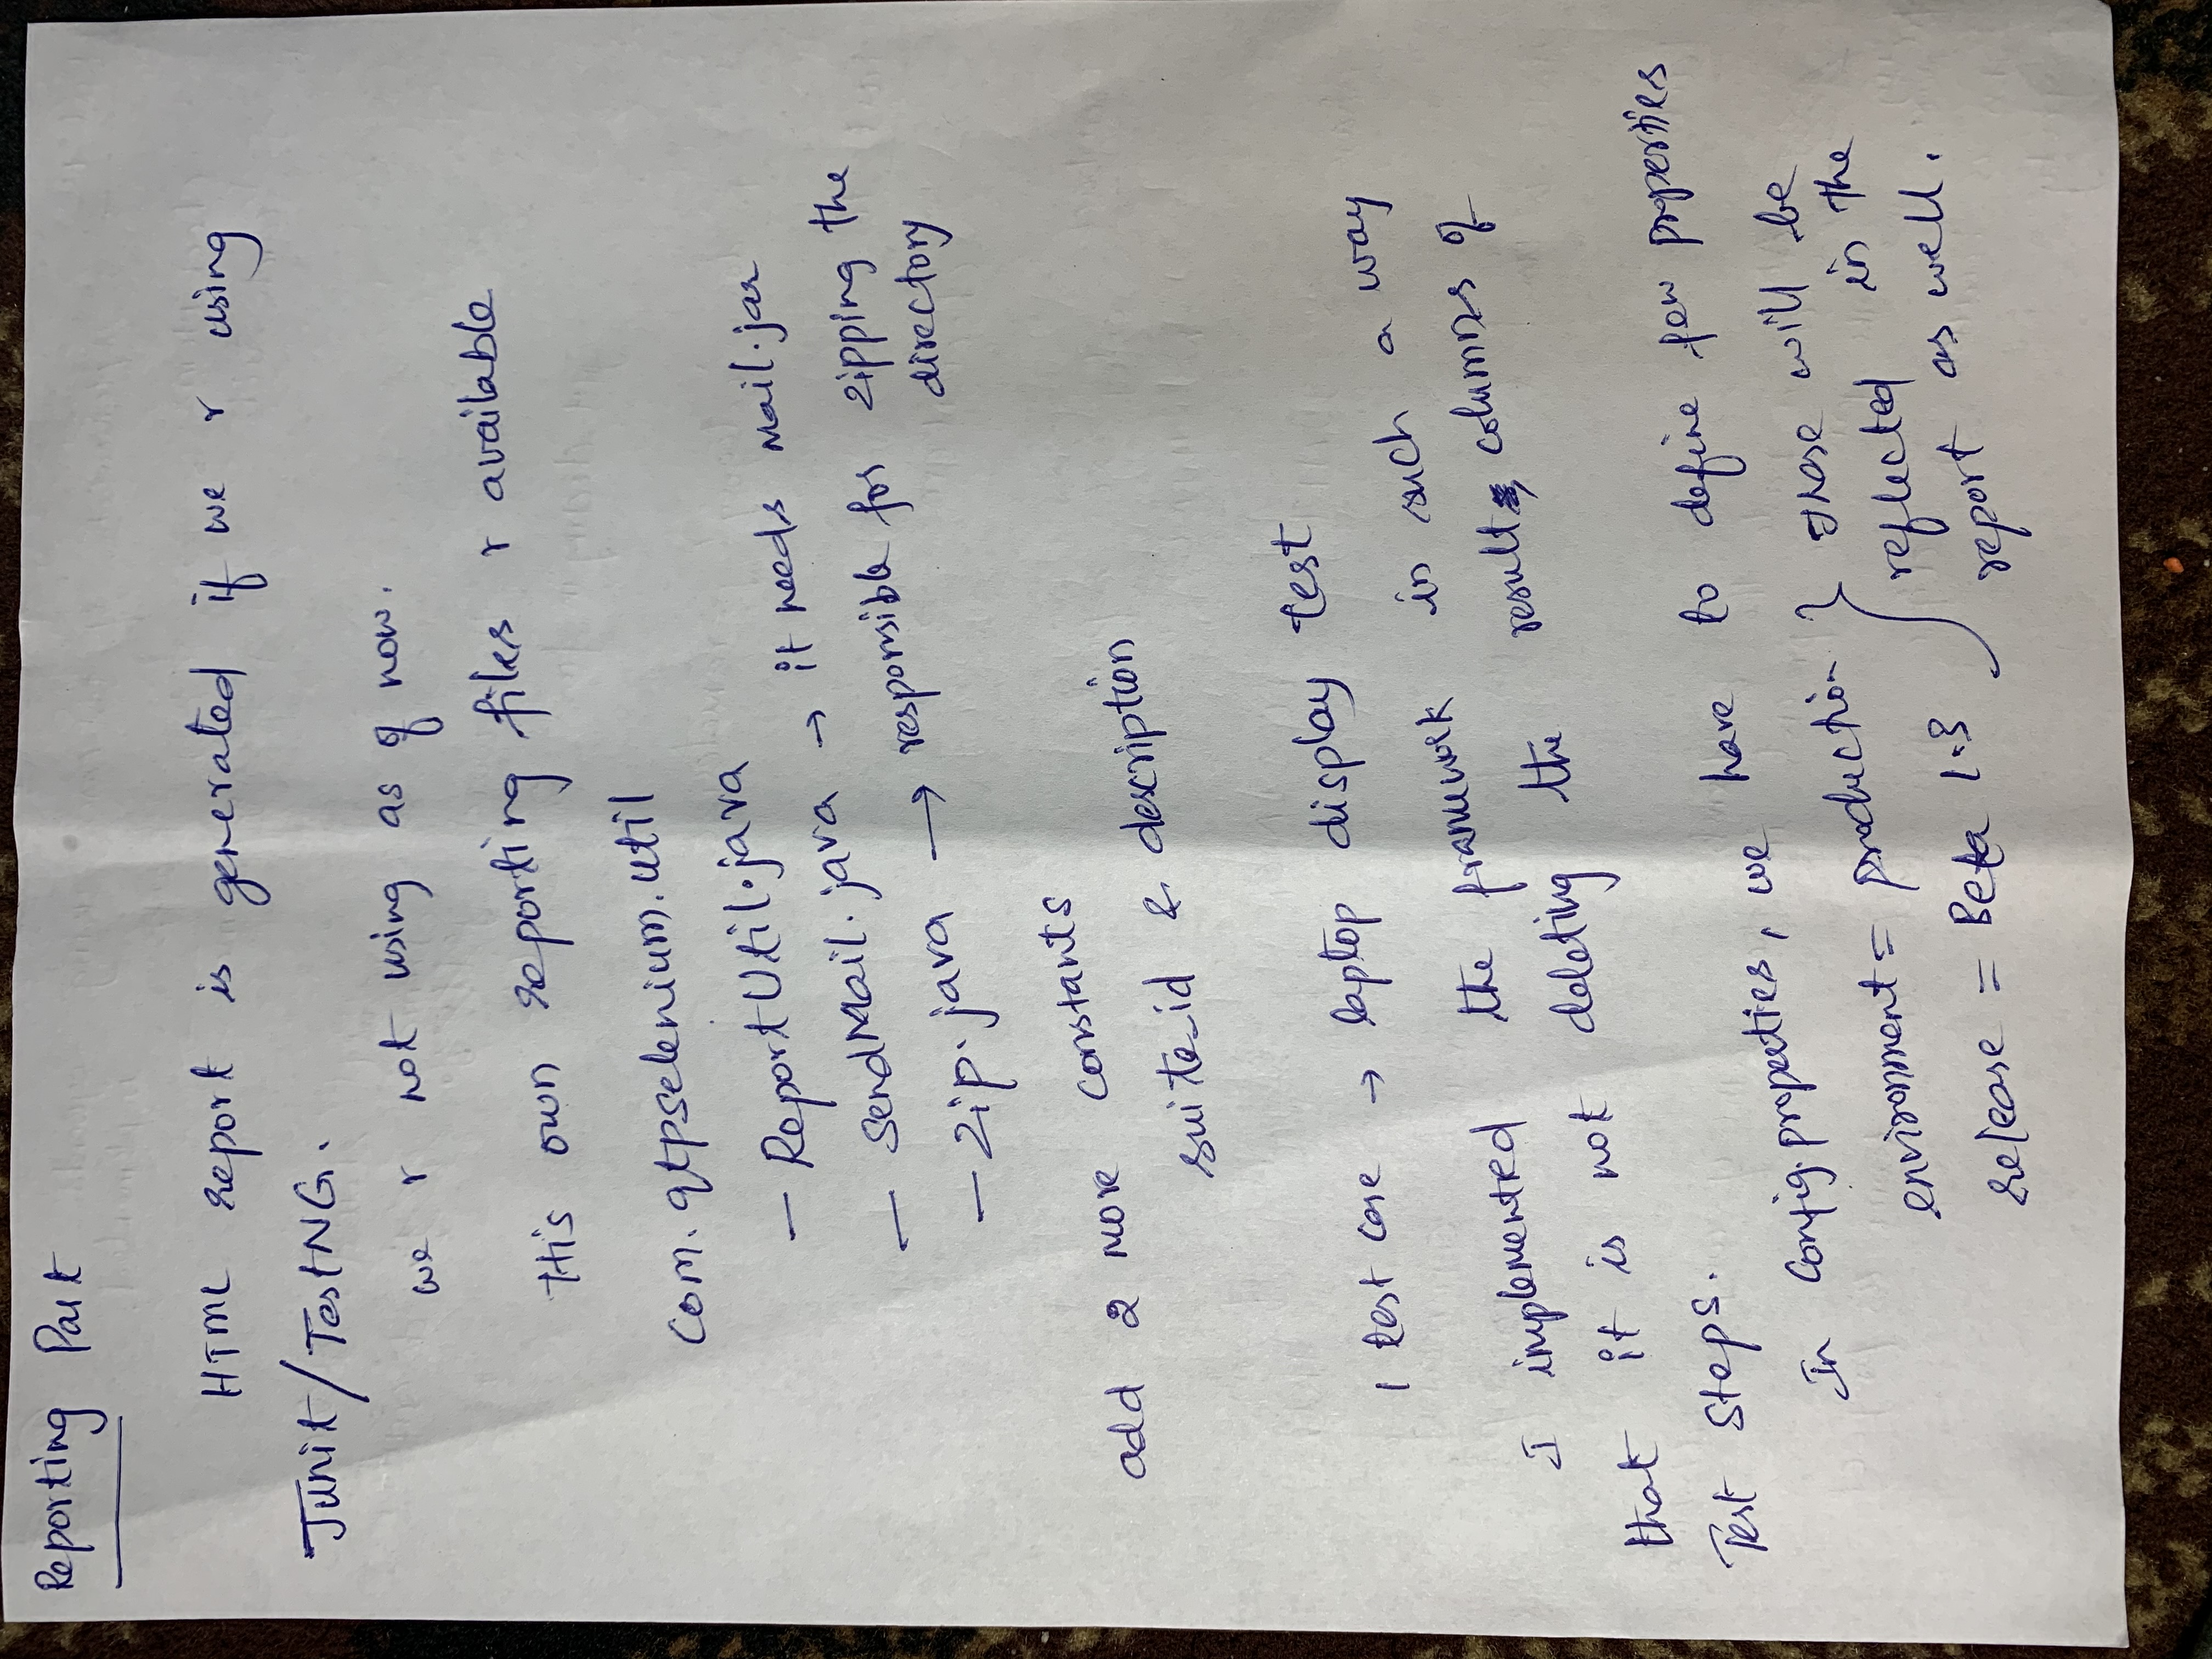 Reporting Part
HTML report is generated if we r using
Junit/TestNG.
we r not using as of now.
His own reporting files r available
Com.qtpselenium.util
- ReportUtil.java
- SendMail.java → it needs Mail.jar
- Zip.java → responsible for zipping the
directory
add 2 more constants
suite_id & description
1 test case → laptop display test
I implemented the framework in such a way
that it is not deleting the results columns of
Test Steps.
In Config.properties, we have to define few properties
environment = production } These will be
reflected in the
release = Beta 1.3
report as well.